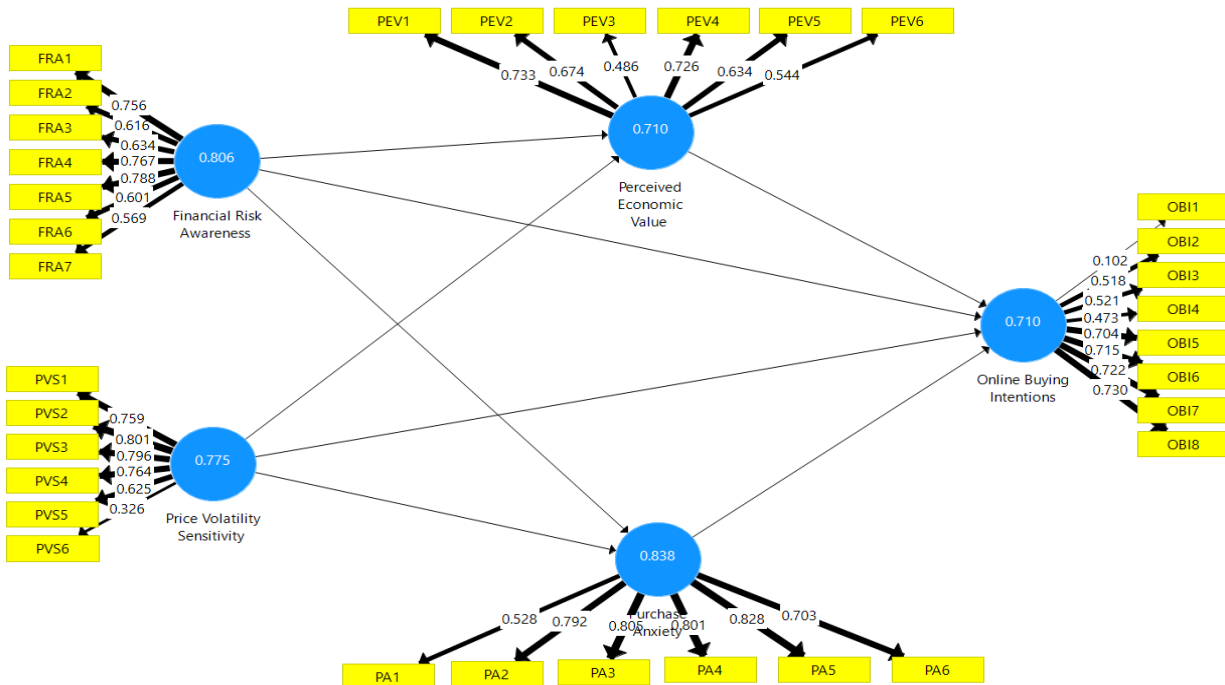 PEV1 PEV2 PEV3 PEV4 PEV5 PEV6
0.733 0.674 0.486 0.726 0.634 0.544
0.710
Perceived
Economic
Value
FRA1
FRA2
FRA3
FRA4
FRA5
FRA6
FRA7
0.756
0.616
0.634
0.767
0.788
0.601
0.569
0.806
Financial Risk
Awareness
PVS1
PVS2
PVS3
PVS4
PVS5
PVS6
0.759
0.801
0.796
0.764
0.625
0.326
0.775
Price Volatility
Sensitivity
OBI1
OBI2
OBI3
OBI4
OBI5
OBI6
OBI7
OBI8
0.102
0.518
0.521
0.473
0.704
0.715
0.722
0.730
0.710
Online Buying
Intentions
0.838
Purchase
Anxiety
0.528 0.792 0.805 0.801 0.828 0.703
PA1 PA2 PA3 PA4 PA5 PA6